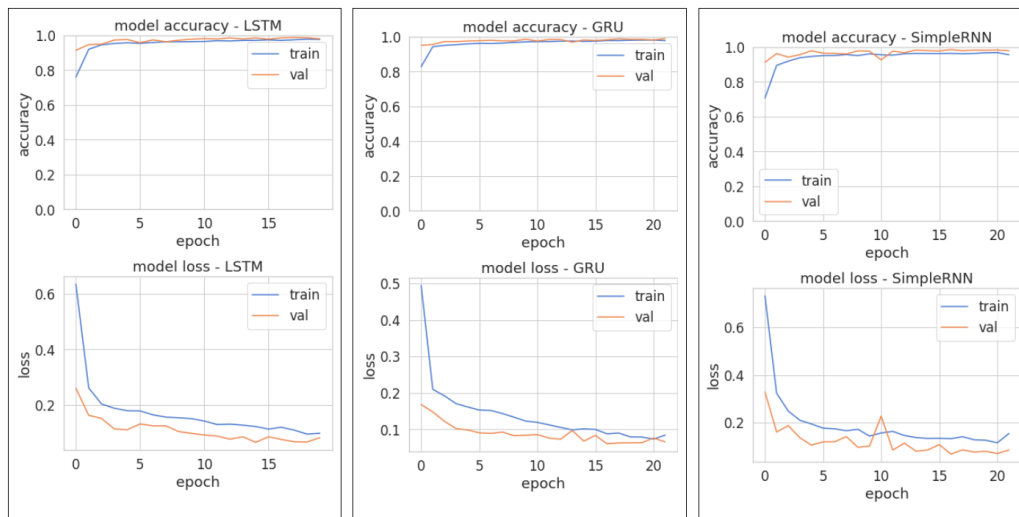 model accuracy - LSTM
1.0
0.8
0.6
0.4
0.2
0.0
accuracy
train
val
0 5 10 15
epoch
model loss - LSTM
0.6
0.4
0.2
loss
train
val
0 5 10 15
epoch
model accuracy - GRU
1.0
0.8
0.6
0.4
0.2
0.0
accuracy
train
val
0 5 10 15 20
epoch
model loss - GRU
0.5
0.4
0.3
0.2
0.1
loss
train
val
0 5 10 15 20
epoch
model accuracy - SimpleRNN
1.0
0.8
0.6
0.4
0.2
0.0
accuracy
train
val
0 5 10 15 20
epoch
model loss - SimpleRNN
0.6
0.4
0.2
loss
train
val
0 5 10 15 20
epoch